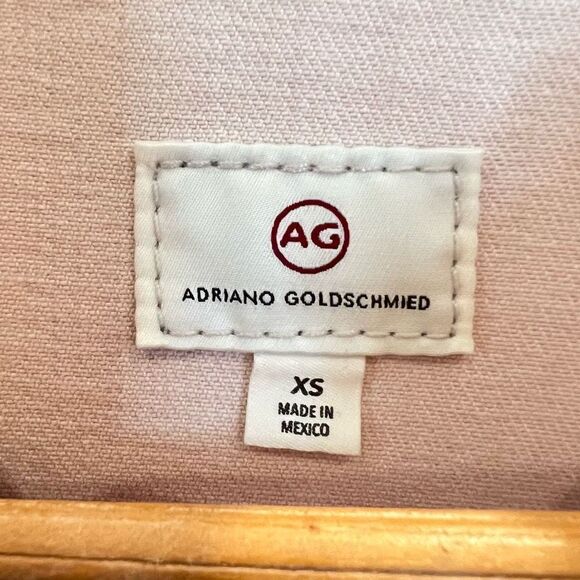 AG
ADRIANO GOLDSCHMIED
XS
MADE IN
MEXICO